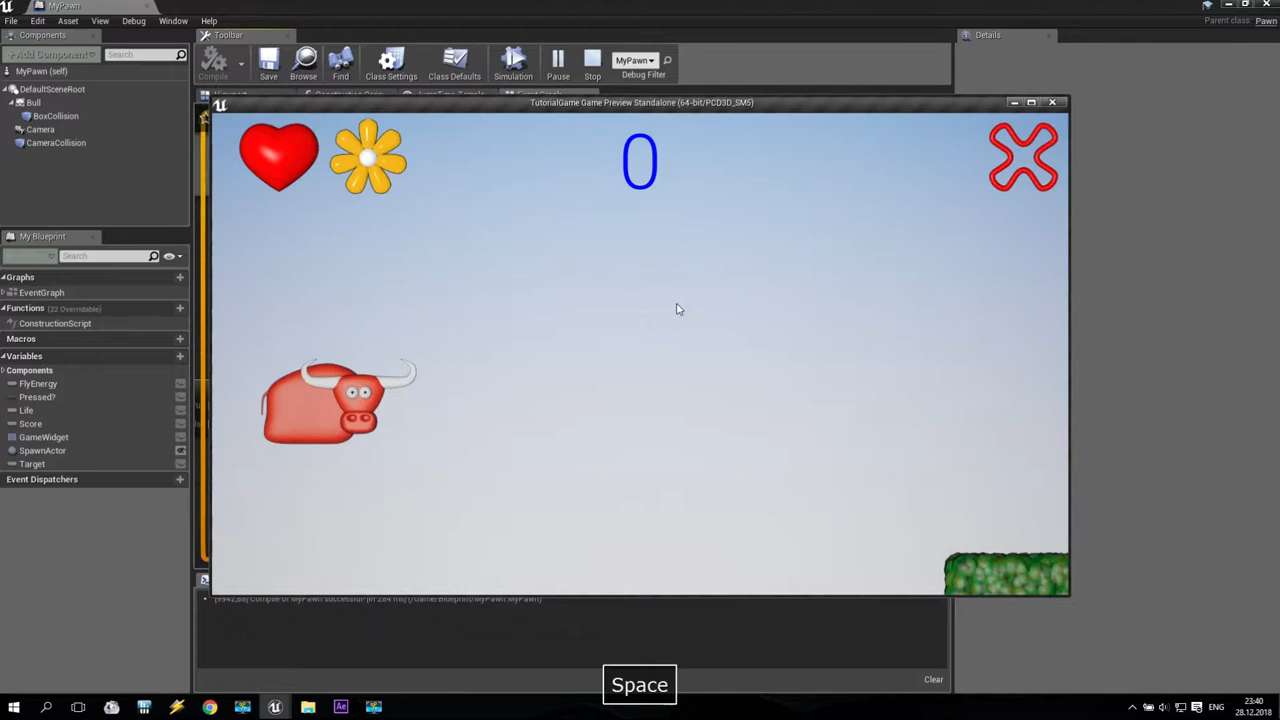 MyPawn
File Edit Asset View Debug Window Help
Parent class: Pawn
Components
Toolbar
Details
+Add Component
Search
Compile
Save
Browse
Find
Class Settings
Class Defaults
Simulation
Pause
Stop
MyPawn
Debug Filter
MyPawn (self)
DefaultSceneRoot
Bull
BoxCollision
Camera
CameraCollision
TutorialGame Game Preview Standalone (64-bit/PCD3D_SM5)
0
My Blueprint
Search
Graphs
EventGraph
Functions (22 Overridable)
ConstructionScript
Macros
Variables
Components
FlyEnergy
Pressed?
Life
Score
GameWidget
SpawnActor
Target
Event Dispatchers
Clear
Space
ENG
23:40
28.12.2018